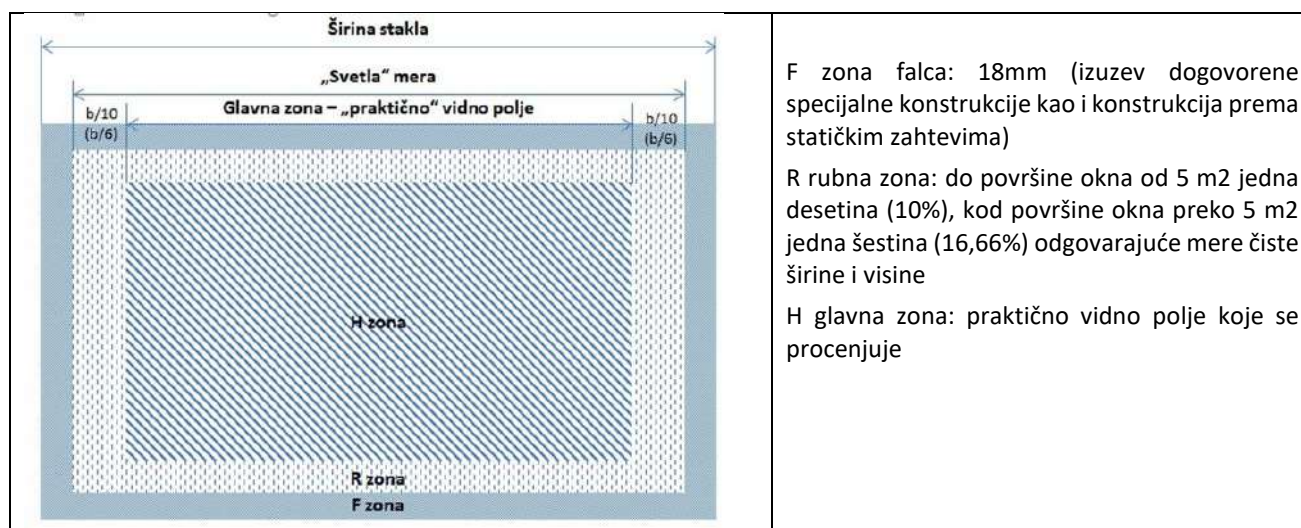 Širina stakla
„Svetla“ mera
Glavna zona – „praktično“ vidno polje
b/10
(b/6)
b/10
(b/6)
H zona
R zona
F zona
F zona falca: 18mm (izuzev dogovorene
specijalne konstrukcije kao i konstrukcija prema
statičkim zahtevima)
R rubna zona: do površine okna od 5 m2 jedna
desetina (10%), kod površine okna preko 5 m2
jedna šestina (16,66%) odgovarajuće mere čiste
širine i visine
H glavna zona: praktično vidno polje koje se
procenjuje